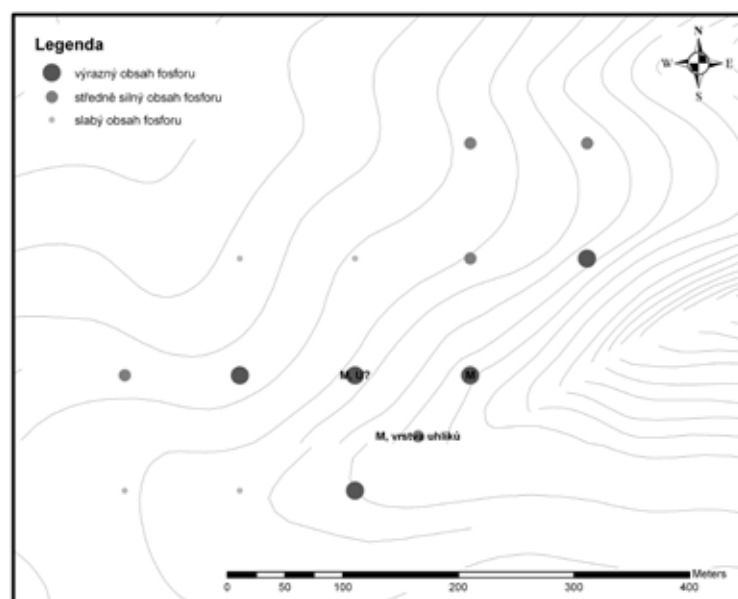 Legenda
výrazný obsah fosforu
středně silný obsah fosforu
slabý obsah fosforu
N
W E
S
M, U?
M
M, vrstva uhlíků
Meters
0 50 100 200 300 400